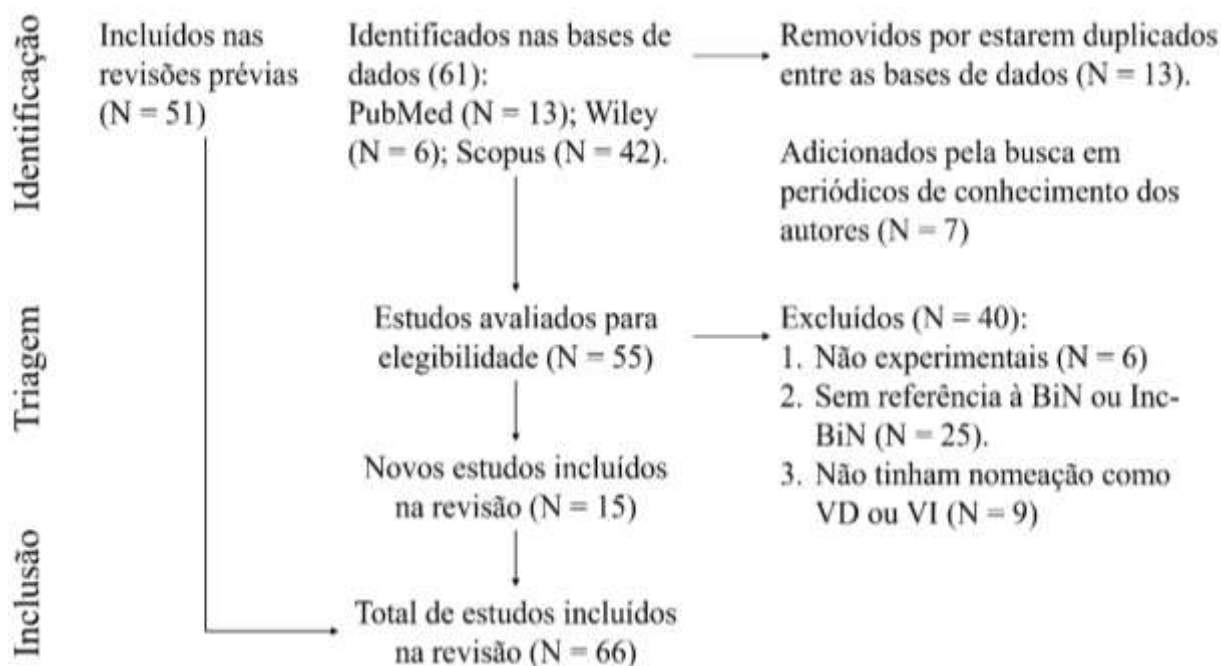 Identificação
Incluídos nas
revisões prévias
(N = 51)
Identificados nas bases de
dados (61):
PubMed (N = 13); Wiley
(N = 6); Scopus (N = 42).
Removidos por estarem duplicados
entre as bases de dados (N = 13).
Adicionados pela busca em
periódicos de conhecimento dos
autores (N = 7)
Triagem
Estudos avaliados para
elegibilidade (N = 55)
Excluídos (N = 40):
1. Não experimentais (N = 6)
2. Sem referência à BiN ou Inc-
BiN (N = 25).
3. Não tinham nomeação como
VD ou VI (N = 9)
Novos estudos incluídos
na revisão (N = 15)
Inclusão
Total de estudos incluídos
na revisão (N = 66)